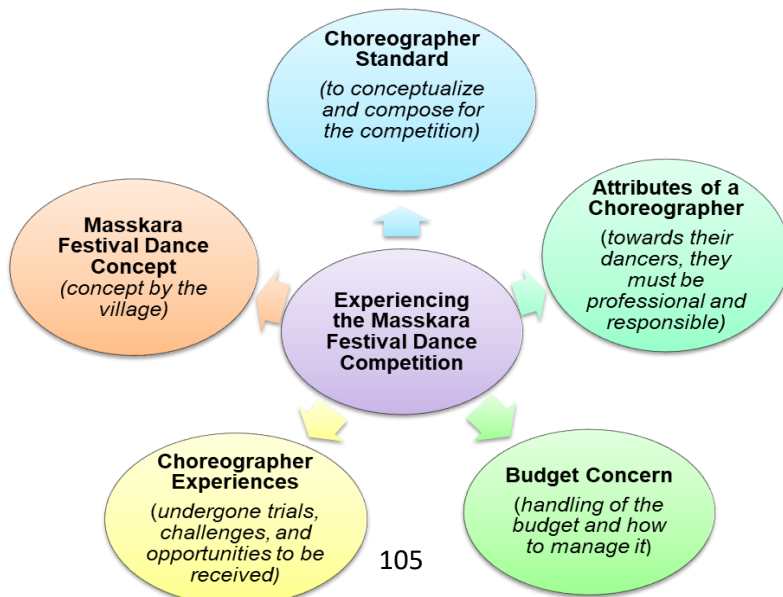 Choreographer
Standard
(to conceptualize
and compose for
the competition)
Attributes of a
Choreographer
(towards their
dancers, they
must be
professional and
responsible)
Masskara
Festival Dance
Concept
(concept by the
village)
Experiencing
the Masskara
Festival Dance
Competition
Choreographer
Experiences
(undergone trials,
challenges, and
opportunities to be
received)
Budget Concern
(handling of the
budget and how
to manage it)
105